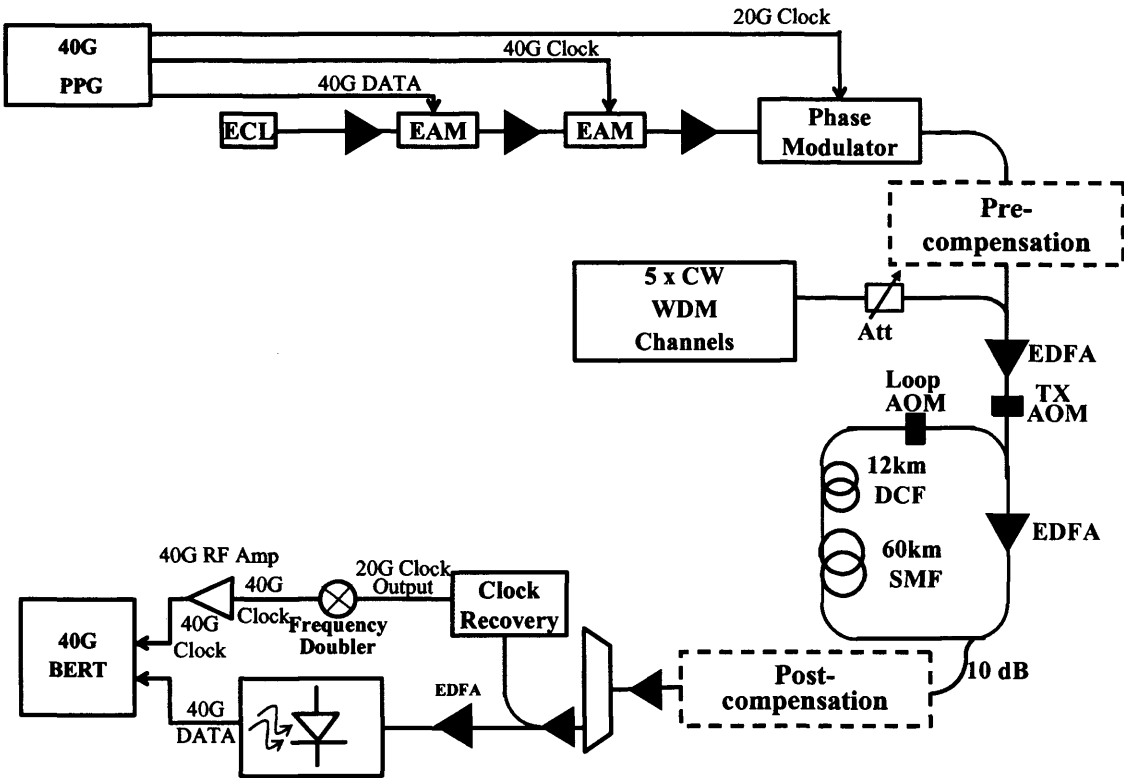 20G Clock
40G
PPG
40G Clock
40G DATA
ECL
EAM
EAM
Phase
Modulator
Pre-
compensation
5 x CW
WDM
Channels
Att
EDFA
Loop
AOM
TX
AOM
12km
DCF
60km
SMF
EDFA
10 dB
Post-
compensation
40G RF Amp
40G
Clock
40G
Clock
20G Clock
Output
Frequency
Doubler
Clock
Recovery
40G
BERT
EDFA
40G
DATA